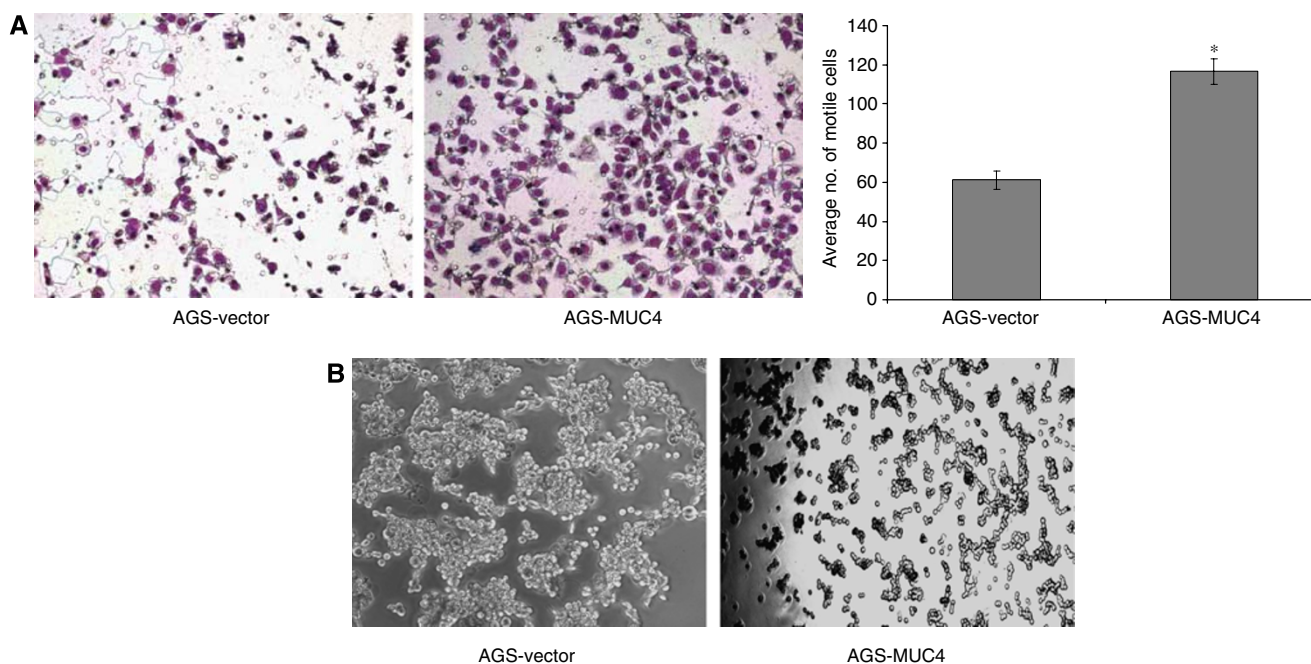 A
AGS-vector
AGS-MUC4
Average no. of motile cells
140
120
100
80
60
40
20
0
*
AGS-vector
AGS-MUC4
B
AGS-vector
AGS-MUC4